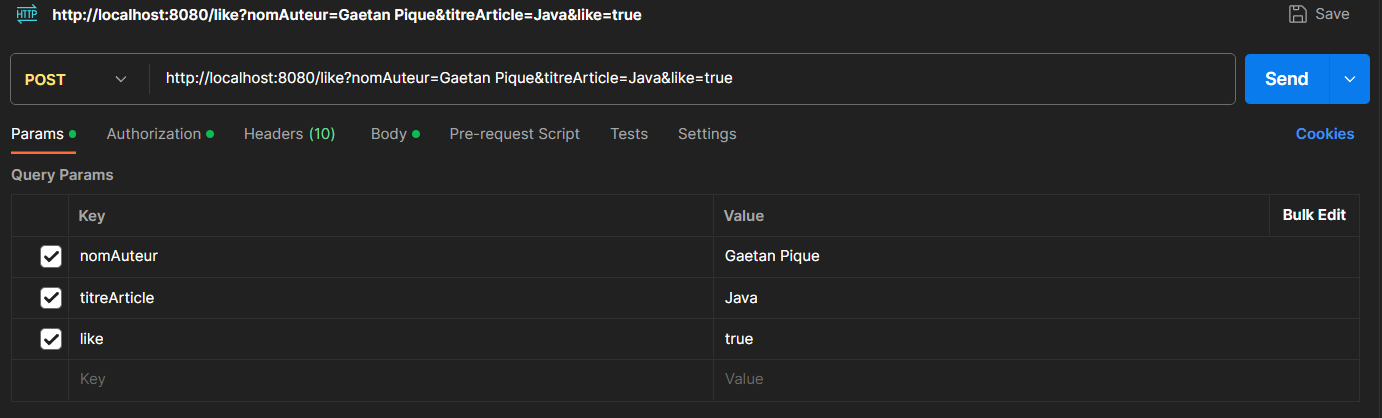 HTTP http://localhost:8080/like?nomAuteur=Gaetan Pique&titreArticle=Java&like=true Save
POST http://localhost:8080/like?nomAuteur=Gaetan Pique&titreArticle=Java&like=true Send
Params Authorization Headers (10) Body Pre-request Script Tests Settings Cookies
Query Params
Key Value Bulk Edit
nomAuteur Gaetan Pique
titreArticle Java
like true
Key Value